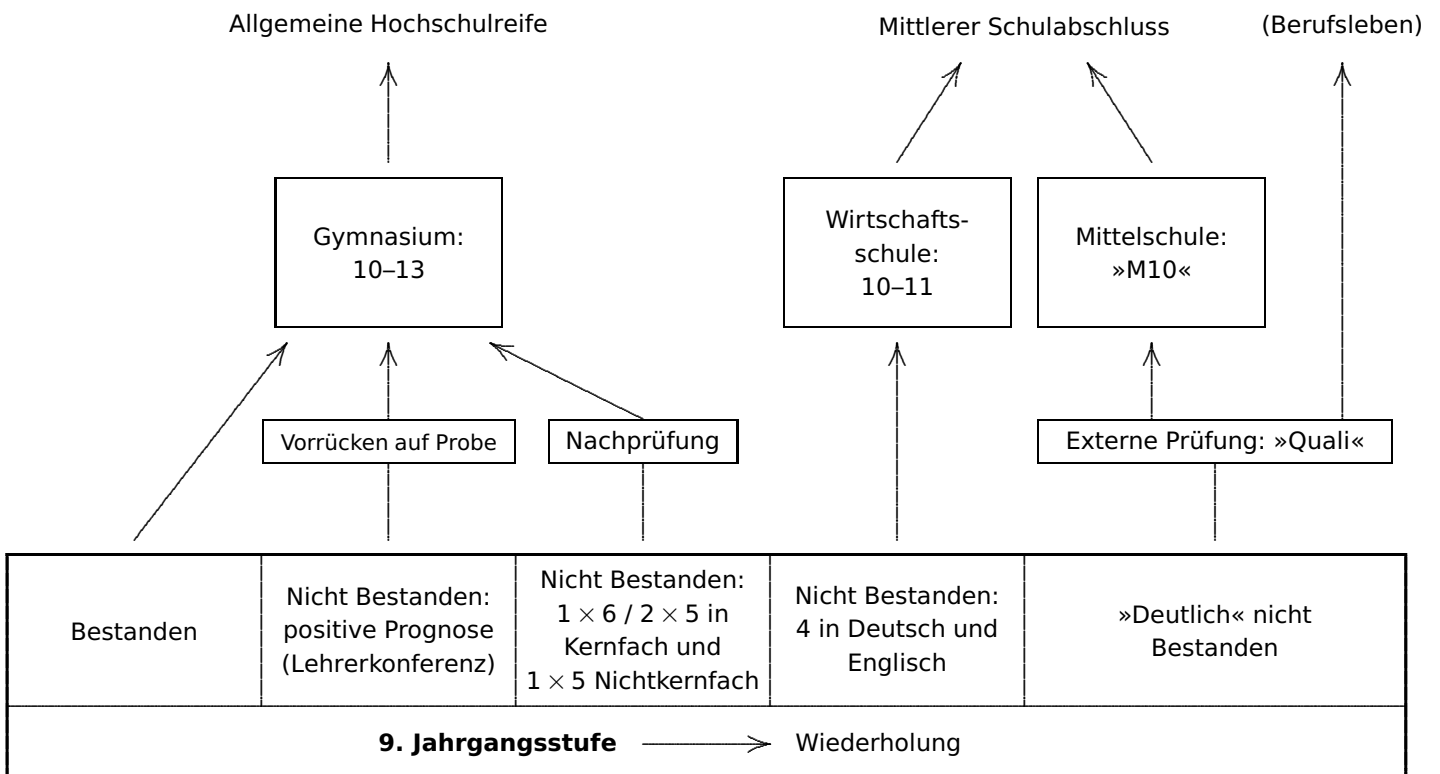 Allgemeine Hochschulreife
Mittlerer Schulabschluss
(Berufsleben)
Gymnasium:
10–13
Wirtschafts-
schule:
10–11
Mittelschule:
»M10«
Vorrücken auf Probe
Nachprüfung
Externe Prüfung: »Quali«
Bestanden
Nicht Bestanden:
positive Prognose
(Lehrerkonferenz)
Nicht Bestanden:
1 × 6 / 2 × 5 in
Kernfach und
1 × 5 Nichtkernfach
Nicht Bestanden:
4 in Deutsch und
Englisch
»Deutlich« nicht
Bestanden
9. Jahrgangsstufe
Wiederholung